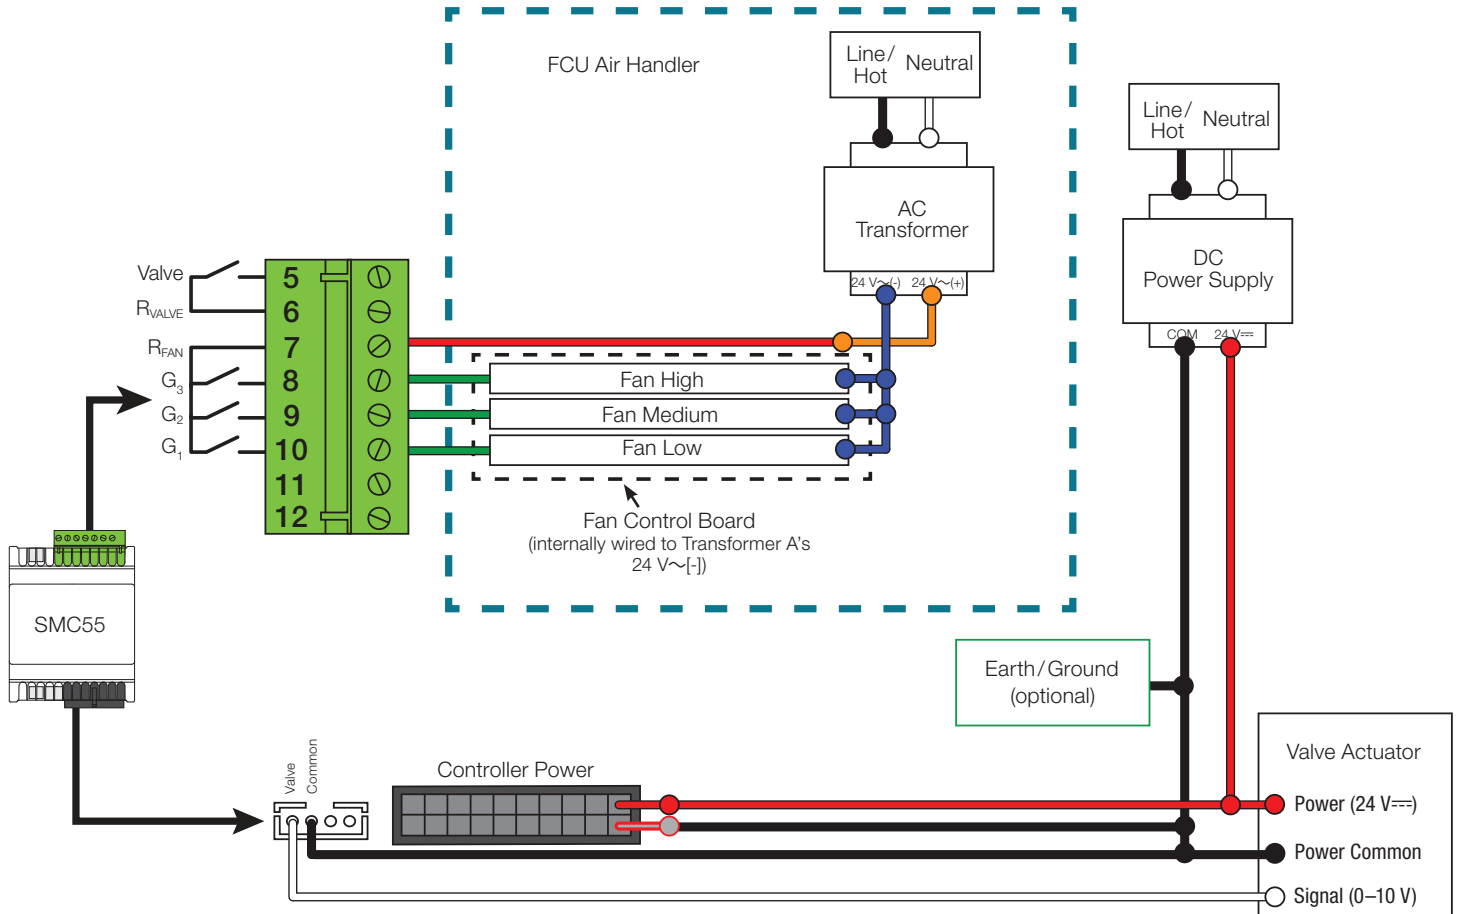 FCU Air Handler
Line/
Hot
Neutral
AC
Transformer
24 V~(-)
24 V~(+)
Line/
Hot
Neutral
DC
Power Supply
COM
24 V⎓
Valve
5
RVALVE
6
RFAN
7
G3
8
Fan High
G2
9
Fan Medium
G1
10
Fan Low
11
12
Fan Control Board
(internally wired to Transformer A's
24 V~[-])
SMC55
Earth/Ground
(optional)
Valve
Common
Controller Power
Valve Actuator
Power (24 V⎓)
Power Common
Signal (0–10 V)